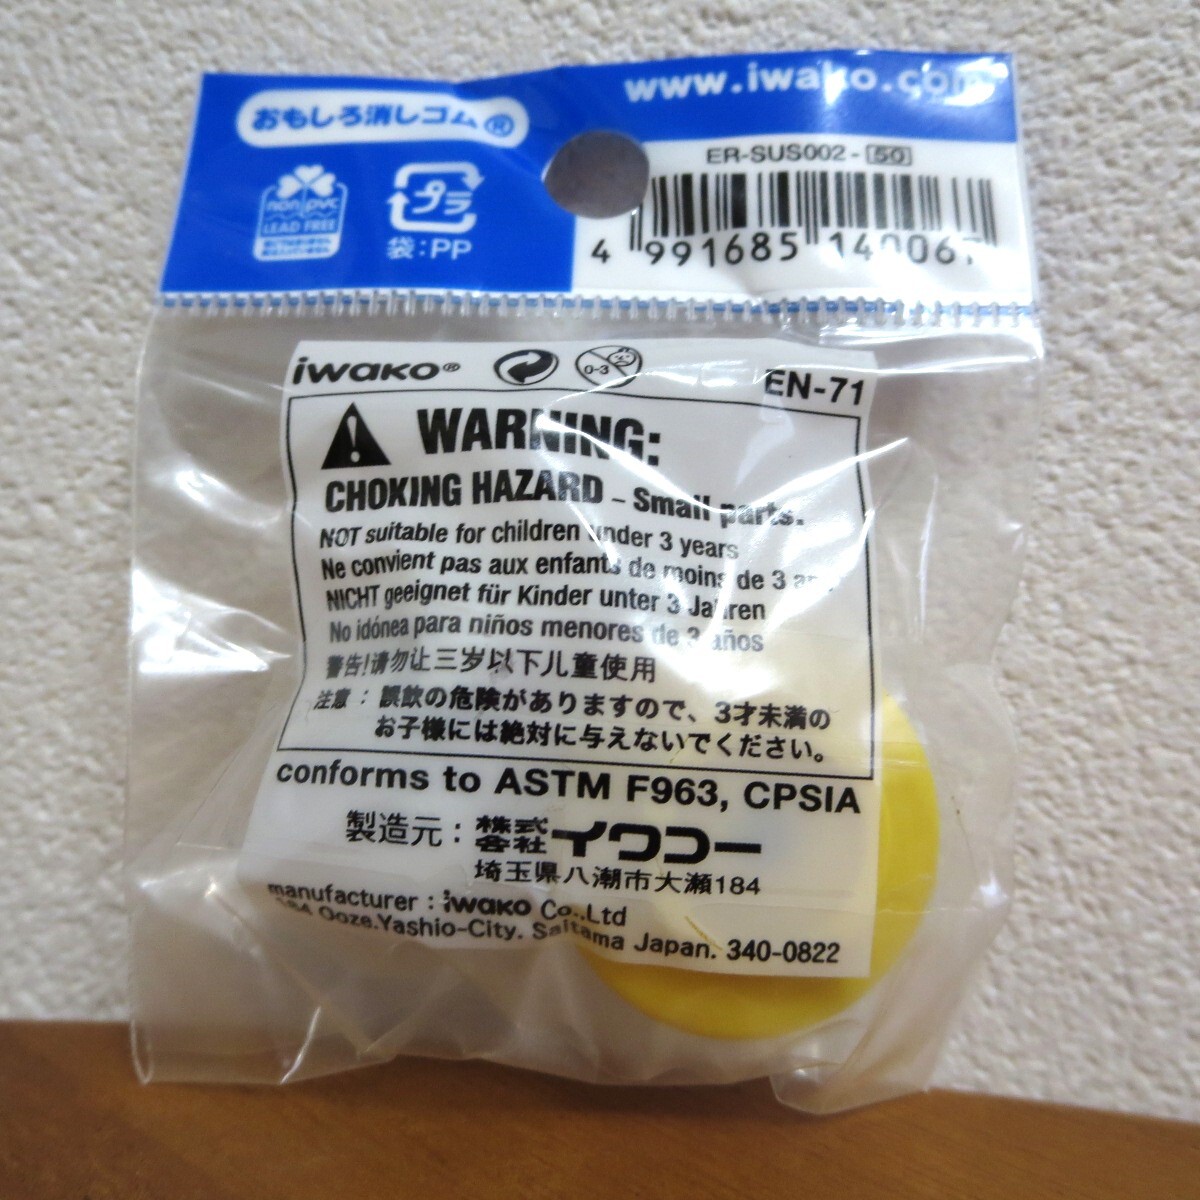 www.iwako.com
おもしろ消しゴム®
ER-SUS002-50
non pvc
LEAD FREE
プラ
袋:PP
4 991685 140067
iwako®
0-3
EN-71
WARNING:
CHOKING HAZARD – Small parts.
NOT suitable for children under 3 years
Ne convient pas aux enfants de moins de 3 ans
NICHT geeignet für Kinder unter 3 Jahren
No idónea para niños menores de 3 años
警告!请勿让三岁以下儿童使用
注意：誤飲の危険がありますので、3才未満の
お子様には絶対に与えないでください。
conforms to ASTM F963, CPSIA
製造元：株式会社イワコー
埼玉県八潮市大瀬184
manufacturer : iwako Co.,Ltd
184 Ooze.Yashio-City. Saitama Japan. 340-0822